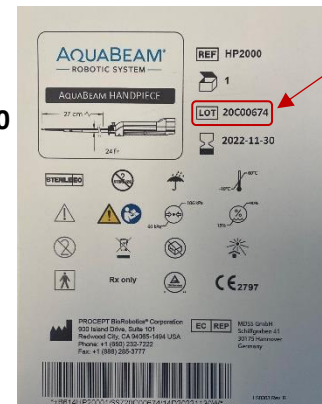 AQUABEAM®
ROBOTIC SYSTEM
AQUABEAM HANDPIECE
27 cm
24 Fr
REF HP2000
1
LOT 20C00674
2022-11-30
0
STERILE EO
Rx only
CE 2797
PROCEPT BioRobotics® Corporation
900 Island Drive, Suite 101
Redwood City, CA 94065-1494 USA
Phone: +1 (650) 232-7222
Fax: +1 (888) 285-3777
EC REP
MDSS GmbH
Schiffgraben 41
30175 Hannover
Germany